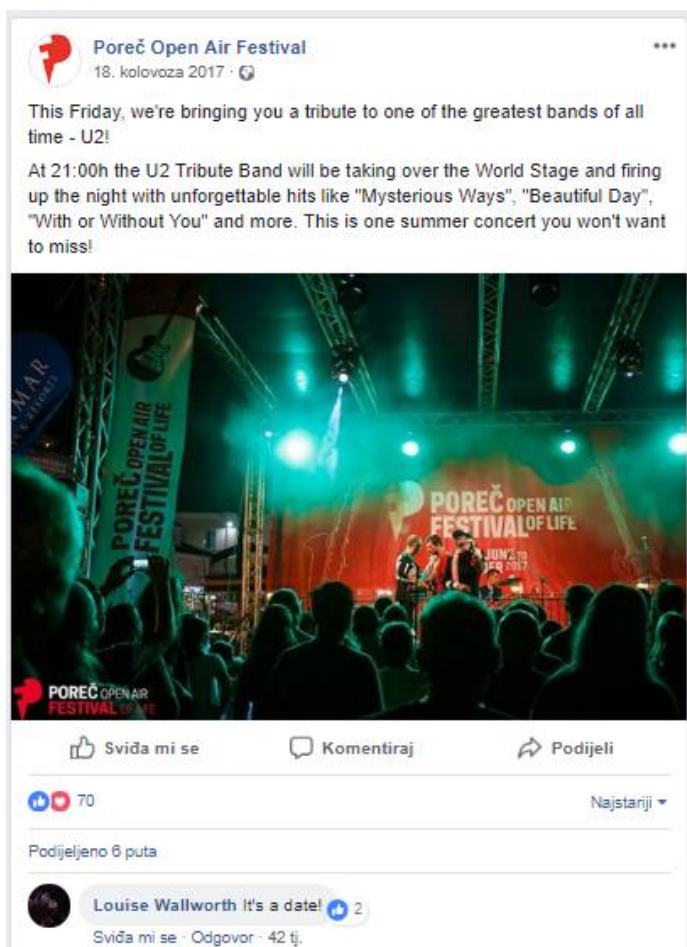 Poreč Open Air Festival
18. kolovoza 2017 ·
This Friday, we're bringing you a tribute to one of the greatest bands of all
time - U2!
At 21:00h the U2 Tribute Band will be taking over the World Stage and firing
up the night with unforgettable hits like "Mysterious Ways", "Beautiful Day",
"With or Without You" and more. This is one summer concert you won't want
to miss!
POREČ OPEN AIR
FESTIVAL OF LIFE
POREČ OPEN AIR
FESTIVAL OF LIFE
2017
POREČ OPEN AIR
FESTIVAL OF LIFE
Sviđa mi se
Komentiraj
Podijeli
70
Najstariji
Podijeljeno 6 puta
Louise Wallworth It's a date! 2
Sviđa mi se · Odgovor · 42 tj.